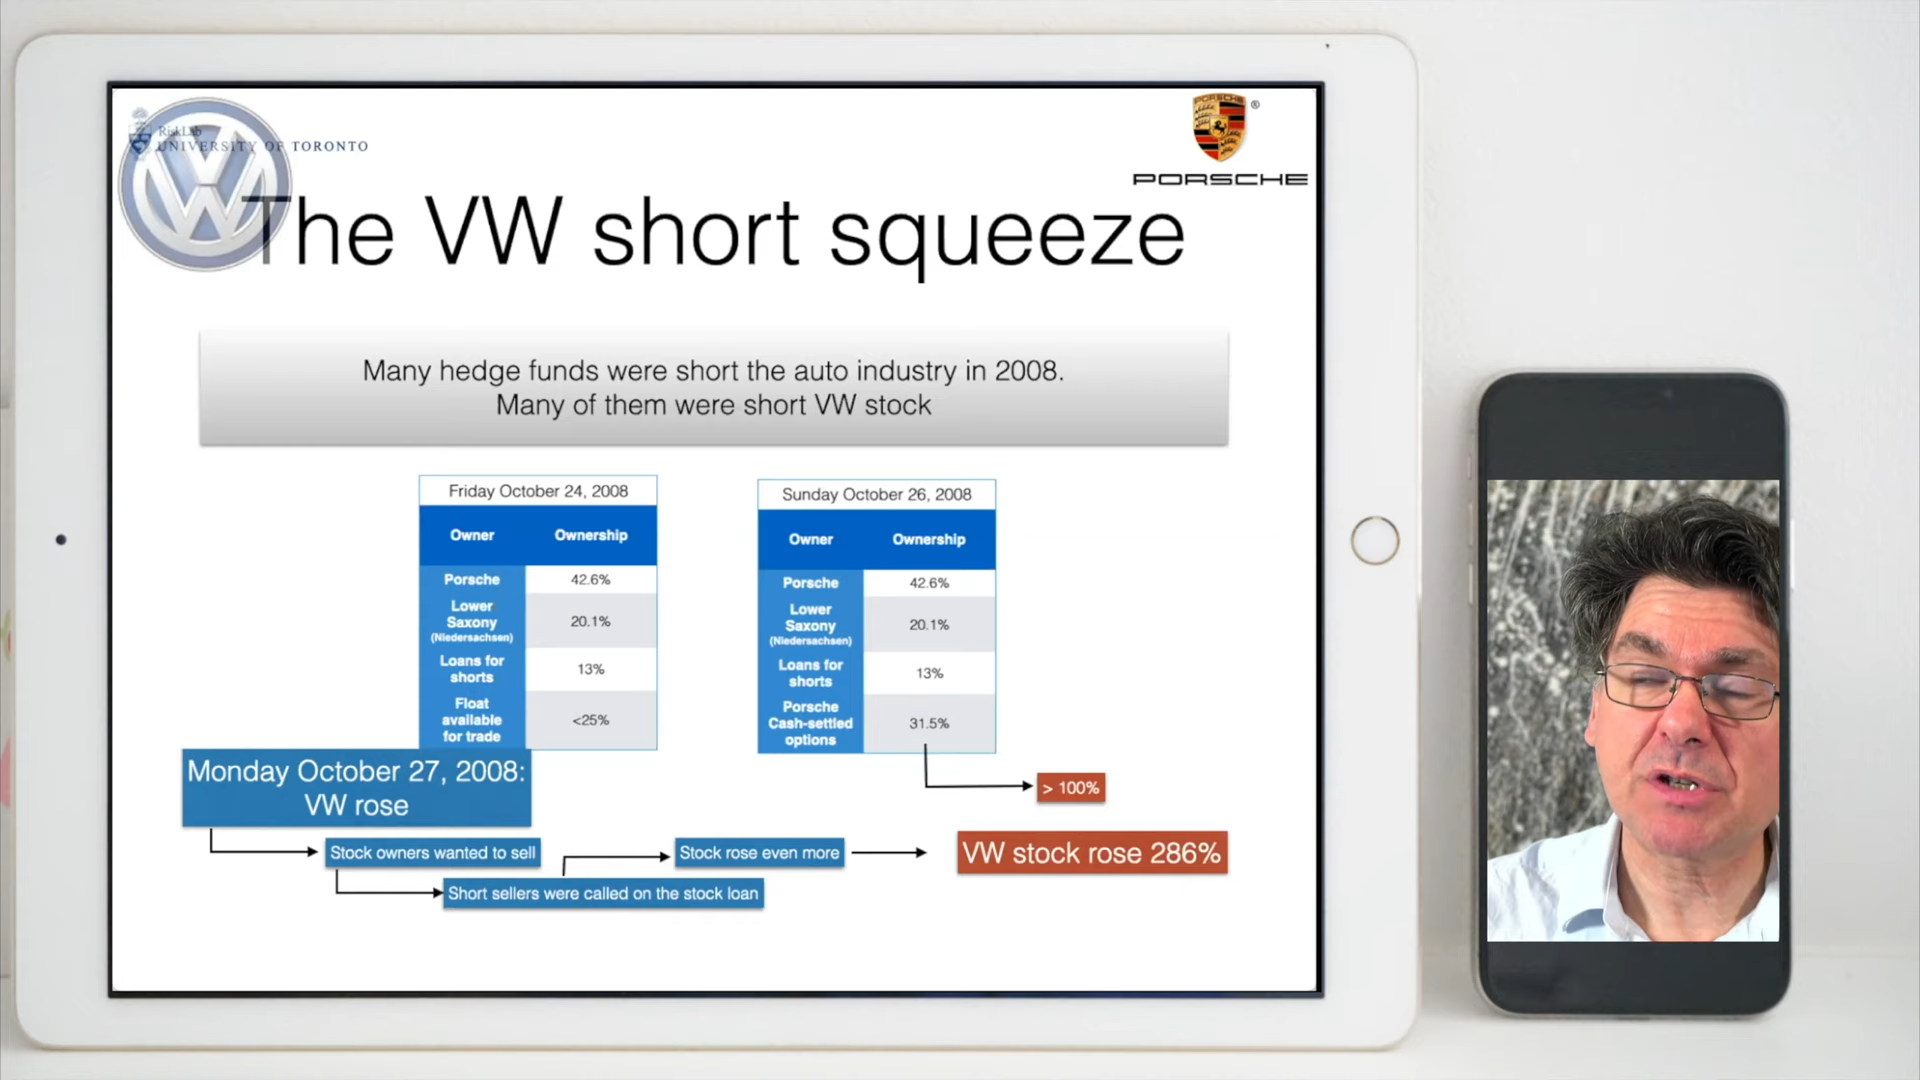 RiskLab
UNIVERSITY OF TORONTO
PORSCHE
®
PORSCHE
The VW short squeeze
Many hedge funds were short the auto industry in 2008.
Many of them were short VW stock
Friday October 24, 2008
Owner Ownership
Porsche 42.6%
Lower
Saxony
(Niedersachsen)
20.1%
Loans for
shorts
13%
Float
available
for trade
<25%
Sunday October 26, 2008
Owner Ownership
Porsche 42.6%
Lower
Saxony
(Niedersachsen)
20.1%
Loans for
shorts
13%
Porsche
Cash-settled
options
31.5%
> 100%
Monday October 27, 2008:
VW rose
Stock owners wanted to sell
Short sellers were called on the stock loan
Stock rose even more
VW stock rose 286%